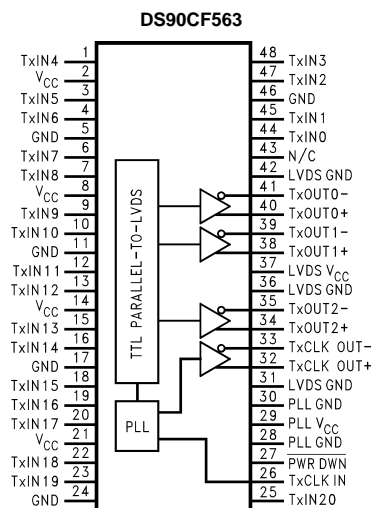 DS90CF563
TxIN4 1
VCC 2
TxIN5 3
TxIN6 4
GND 5
TxIN7 6
TxIN8 7
VCC 8
TxIN9 9
TxIN10 10
GND 11
TxIN11 12
TxIN12 13
VCC 14
TxIN13 15
TxIN14 16
GND 17
TxIN15 18
TxIN16 19
TxIN17 20
VCC 21
TxIN18 22
TxIN19 23
GND 24
TTL PARALLEL-TO-LVDS
PLL
48 TxIN3
47 TxIN2
46 GND
45 TxIN1
44 TxIN0
43 N/C
42 LVDS GND
41 TxOUT0-
40 TxOUT0+
39 TxOUT1-
38 TxOUT1+
37 LVDS VCC
36 LVDS GND
35 TxOUT2-
34 TxOUT2+
33 TxCLK OUT-
32 TxCLK OUT+
31 LVDS GND
30 PLL GND
29 PLL VCC
28 PLL GND
27 PWR DWN
26 TxCLK IN
25 TxIN20